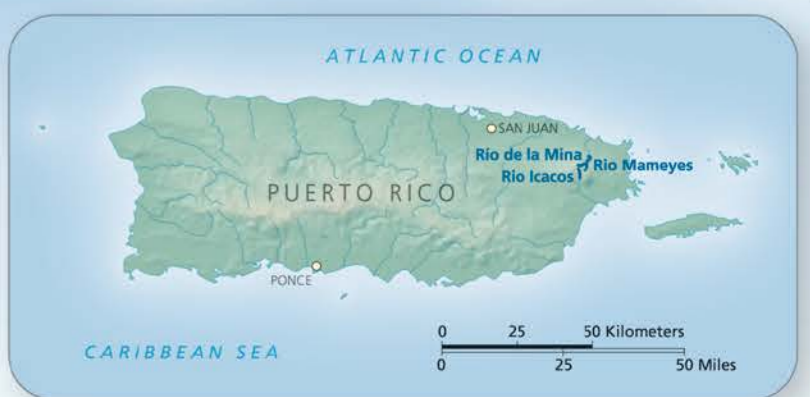 ATLANTIC OCEAN
SAN JUAN
Río de la Mina
Rio Mameyes
Rio Icacos
PUERTO RICO
PONCE
CARIBBEAN SEA
0 25 50 Kilometers
0 25 50 Miles